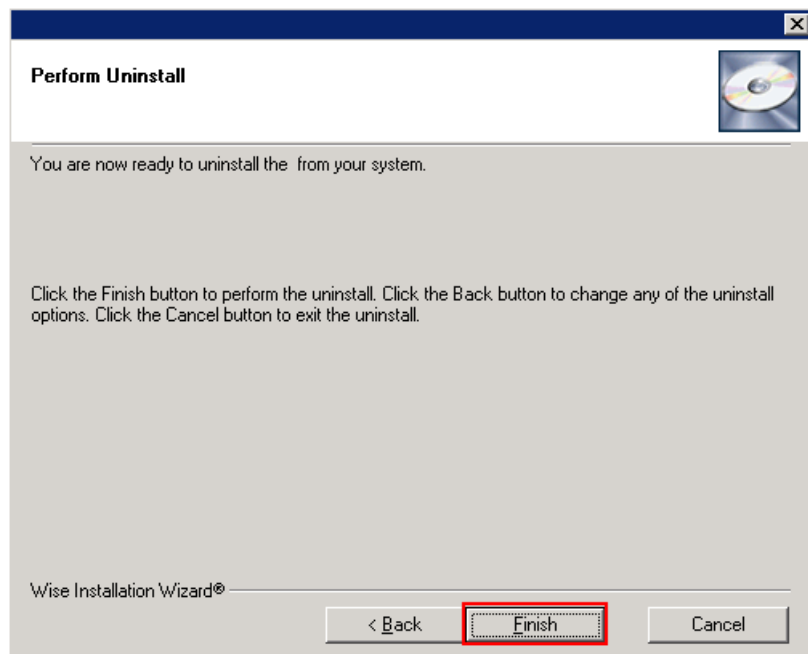 Perform Uninstall
You are now ready to uninstall the  from your system.
Click the Finish button to perform the uninstall. Click the Back button to change any of the uninstall
options. Click the Cancel button to exit the uninstall.
Wise Installation Wizard®
< Back
Finish
Cancel